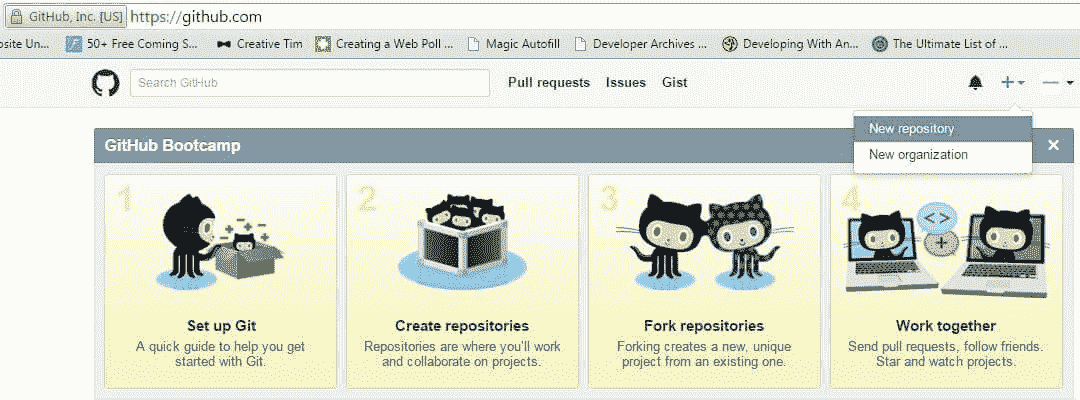 GitHub, Inc. [US] https://github.com
osite Un... 50+ Free Coming S... Creative Tim Creating a Web Poll ... Magic Autofill Developer Archives ... Developing With An... The Ultimate List of ...
Search GitHub Pull requests Issues Gist
New repository
New organization
GitHub Bootcamp
1 2 3 4
Set up Git
A quick guide to help you get
started with Git.
Create repositories
Repositories are where you'll work
and collaborate on projects.
Fork repositories
Forking creates a new, unique
project from an existing one.
Work together
Send pull requests, follow friends.
Star and watch projects.